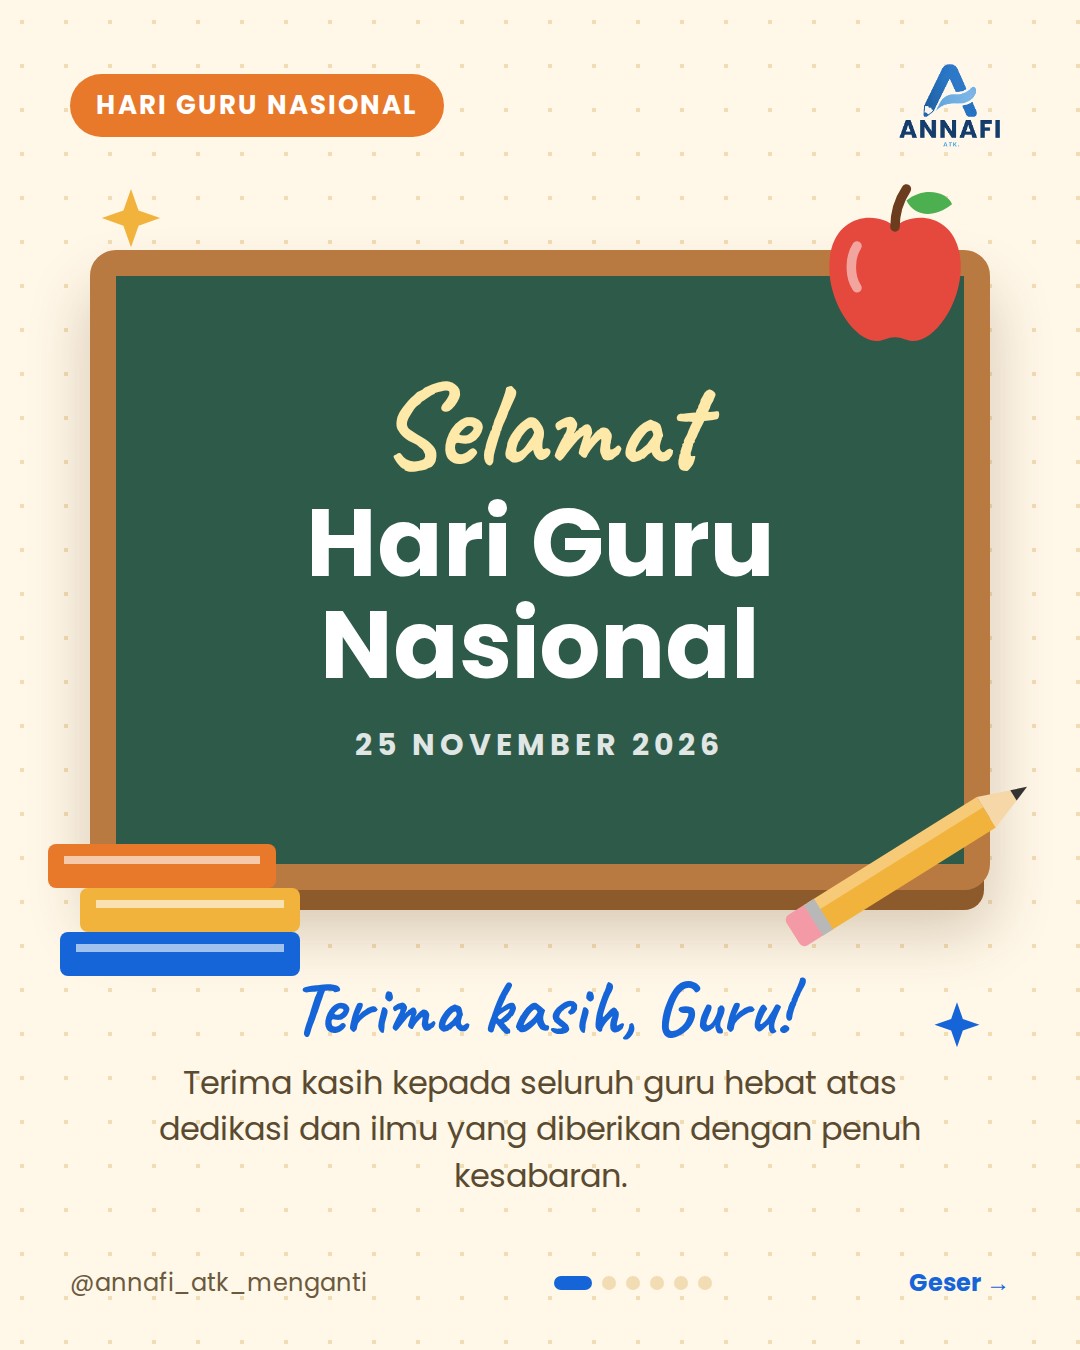 HARI GURU NASIONAL
ANNAFI
ATK.
Selamat
Hari Guru
Nasional
25 NOVEMBER 2026
Terima kasih, Guru!
Terima kasih kepada seluruh guru hebat atas
dedikasi dan ilmu yang diberikan dengan penuh
kesabaran.
@annafi_atk_menganti
Geser →